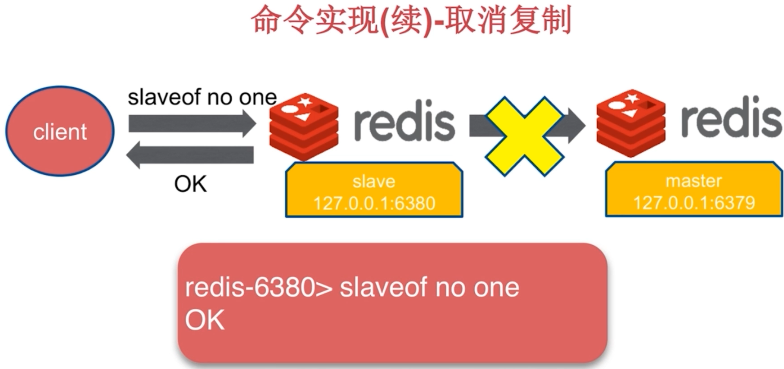 命令实现(续)-取消复制
slaveof no one
client
redis
redis
OK
slave
127.0.0.1:6380
master
127.0.0.1:6379
redis-6380> slaveof no one
OK